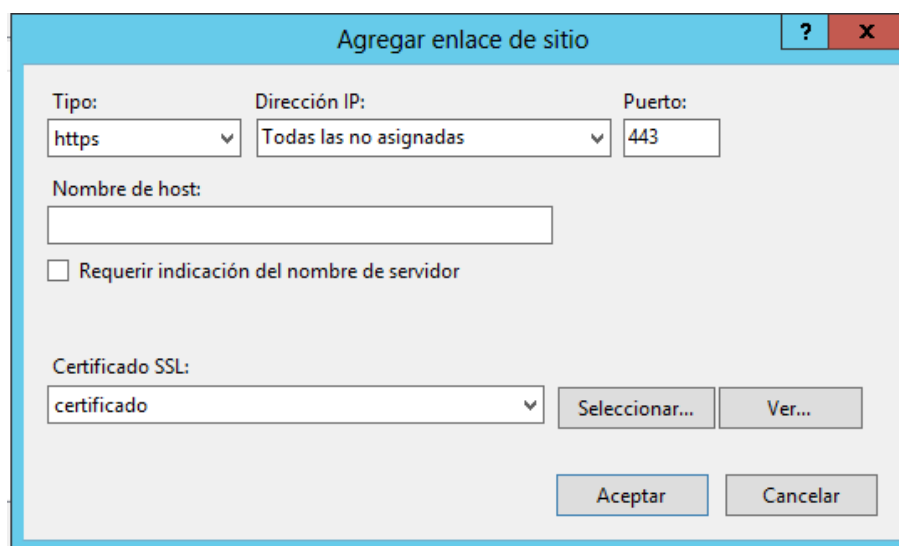 Agregar enlace de sitio
?
x
Tipo:
Dirección IP:
Puerto:
https
Todas las no asignadas
443
Nombre de host:
Requerir indicación del nombre de servidor
Certificado SSL:
certificado
Seleccionar...
Ver...
Aceptar
Cancelar